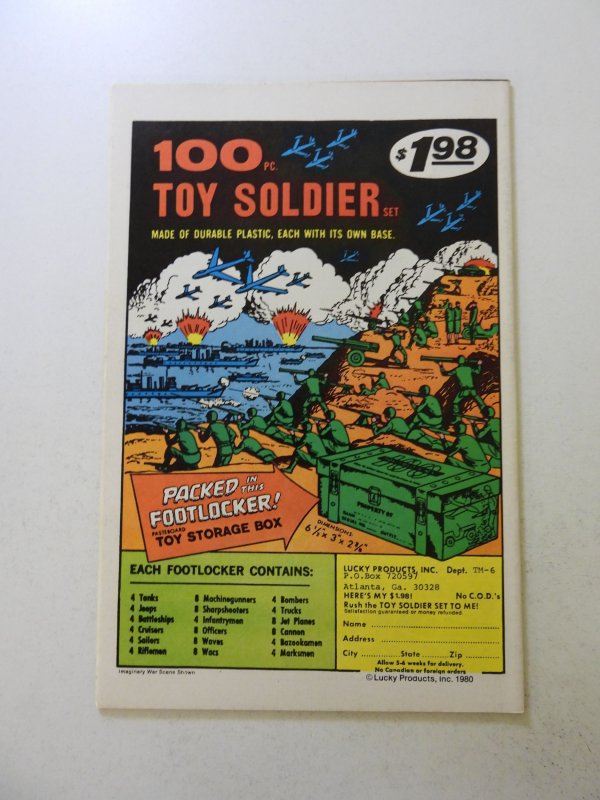 100 PC.
$1.98
TOY SOLDIER SET
MADE OF DURABLE PLASTIC, EACH WITH ITS OWN BASE.
PACKED IN THIS
FOOTLOCKER!
PASTEBOARD
TOY STORAGE BOX
PROPERTY OF
DIMENSIONS:
6 1/2" X 3" X 2 3/8"
EACH FOOTLOCKER CONTAINS:
4 Tanks
4 Jeeps
4 Battleships
4 Cruisers
4 Sailors
4 Riflemen
8 Machinegunners
8 Sharpshooters
4 Infantrymen
8 Officers
8 Waves
8 Wacs
4 Bombers
4 Trucks
8 Jet Planes
8 Cannon
4 Bazookamen
4 Marksmen
LUCKY PRODUCTS, INC. Dept. TM-6
P.O.Box 720597
Atlanta, Ga. 30328
HERE'S MY $1.98! No C.O.D.'s
Rush the TOY SOLDIER SET TO ME!
Satisfaction guaranteed or money refunded
Name
Address
City State Zip
Allow 5-6 weeks for delivery.
No Canadian or foreign orders
Imaginary War Scene Shown
© Lucky Products, Inc. 1980